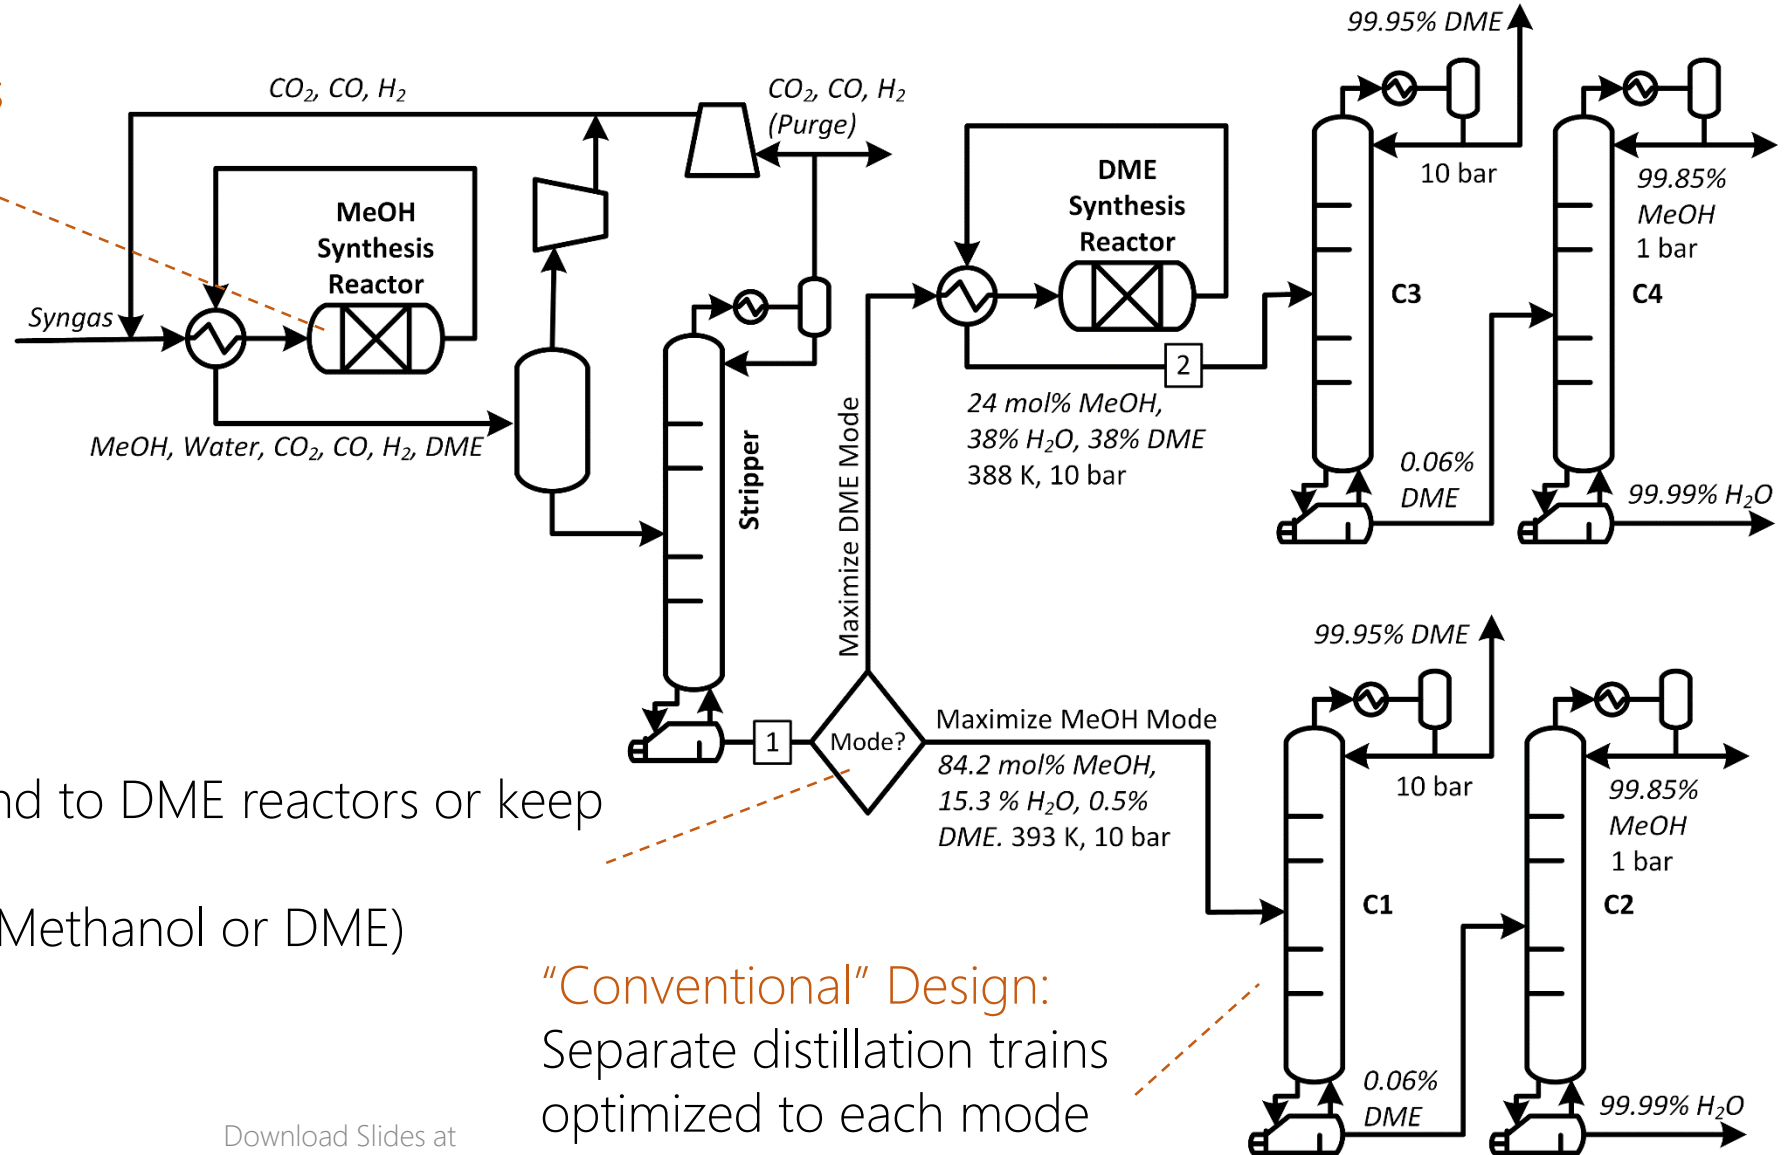 s
CO₂, CO, H₂
CO₂, CO, H₂
(Purge)
MeOH
Synthesis
Reactor
Syngas
MeOH, Water, CO₂, CO, H₂, DME
Stripper
1
Mode?
Maximize DME Mode
DME
Synthesis
Reactor
2
24 mol% MeOH,
38% H₂O, 38% DME
388 K, 10 bar
99.95% DME
10 bar
C3
0.06%
DME
99.85%
MeOH
1 bar
C4
99.99% H₂O
Maximize MeOH Mode
84.2 mol% MeOH,
15.3 % H₂O, 0.5%
DME. 393 K, 10 bar
99.95% DME
10 bar
C1
0.06%
DME
99.85%
MeOH
1 bar
C2
99.99% H₂O
nd to DME reactors or keep
Methanol or DME)
“Conventional” Design:
Separate distillation trains
optimized to each mode
Download Slides at